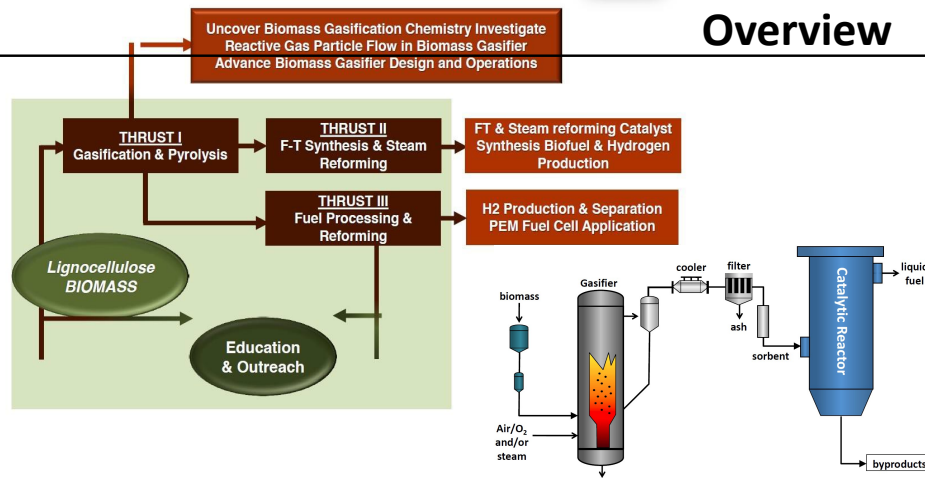 Overview
Uncover Biomass Gasification Chemistry Investigate
Reactive Gas Particle Flow in Biomass Gasifier
Advance Biomass Gasifier Design and Operations
THRUST I
Gasification & Pyrolysis
THRUST II
F-T Synthesis & Steam
Reforming
FT & Steam reforming Catalyst
Synthesis Biofuel & Hydrogen
Production
THRUST III
Fuel Processing &
Reforming
H2 Production & Separation
PEM Fuel Cell Application
Lignocellulose
BIOMASS
Education
& Outreach
biomass
Gasifier
cooler
filter
ash
sorbent
Catalytic Reactor
liquid
fuel
Air/O₂
and/or
steam
byproducts